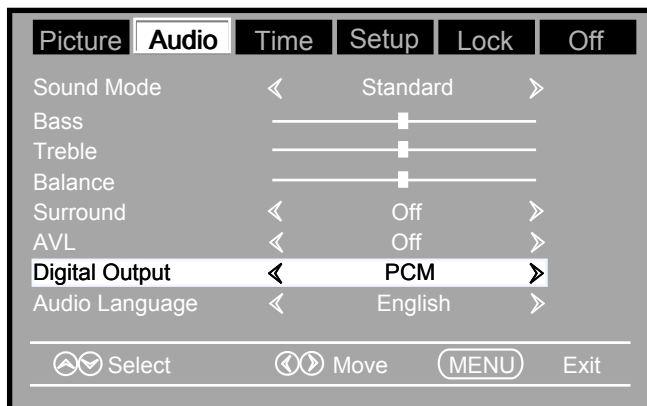 Picture Audio Time Setup Lock Off
Sound Mode Standard
Bass
Treble
Balance
Surround Off
AVL Off
Digital Output PCM
Audio Language English
Select Move MENU Exit